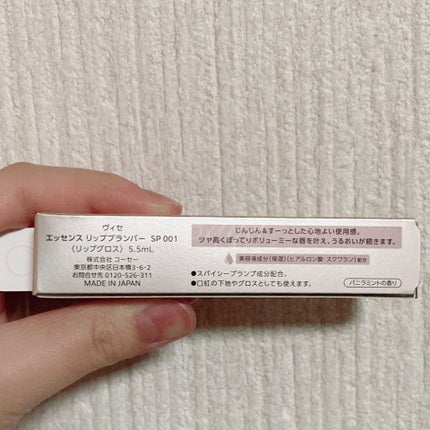 ヴィセ
エッセンス リッププランパー SP 001
〈リップグロス〉 5.5mL
株式会社 コーセー
東京都中央区日本橋3-6-2
お問合せ先 0120-526-311
MADE IN JAPAN
じんじん＆すーっとした心地よい使用感。
ツヤ高くぽってりボリューミーな唇を叶え、うるおいが続きます。
美容液成分（保湿）［ヒアルロン酸・スクワラン］配合
●スパイシープランプ成分配合。
●口紅の下地やグロスとしても使えます。
バニラミントの香り